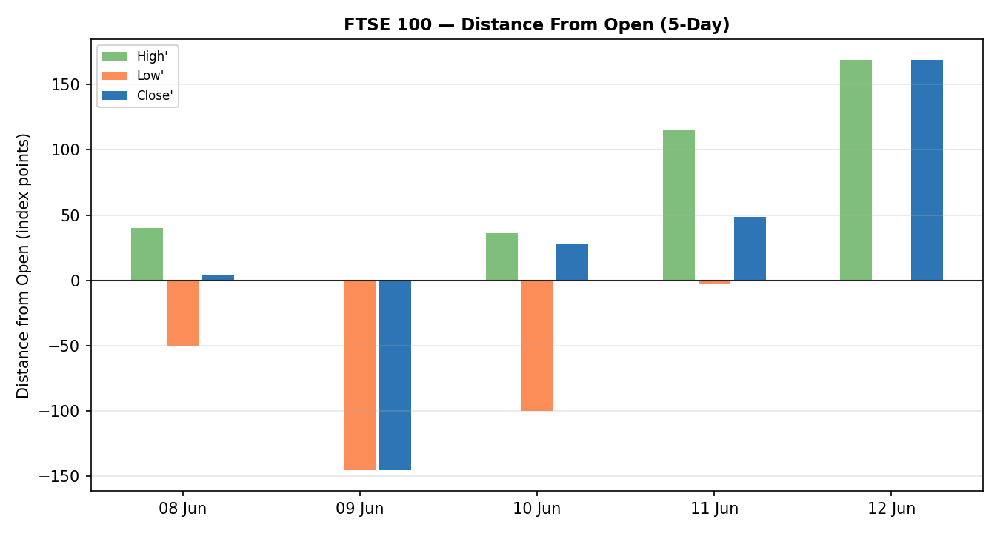 FTSE 100 — Distance From Open (5-Day)
High'
Low'
Close'
Distance from Open (index points)
150
100
50
0
−50
−100
−150
08 Jun
09 Jun
10 Jun
11 Jun
12 Jun